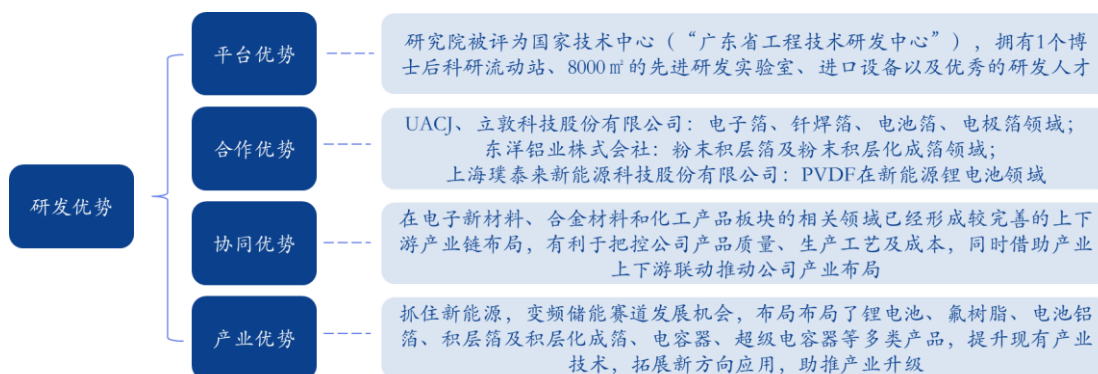 研发优势
平台优势
研究院被评为国家技术中心（“广东省工程技术研发中心”），拥有1个博
士后科研流动站、8000㎡的先进研发实验室、进口设备以及优秀的研发人才
合作优势
UACJ、立敦科技股份有限公司：电子箔、钎焊箔、电池箔、电极箔领域；
东洋铝业株式会社：粉末积层箔及粉末积层化成箔领域；
上海璞泰来新能源科技股份有限公司：PVDF在新能源锂电池领域
协同优势
在电子新材料、合金材料和化工产品板块的相关领域已经形成较完善的上下
游产业链布局，有利于把控公司产品质量、生产工艺及成本，同时借助产业
上下游联动推动公司产业布局
产业优势
抓住新能源，变频储能赛道发展机会，布局布局了锂电池、氟树脂、电池铝
箔、积层箔及积层化成箔、电容器、超级电容器等多类产品，提升现有产业
技术，拓展新方向应用，助推产业升级